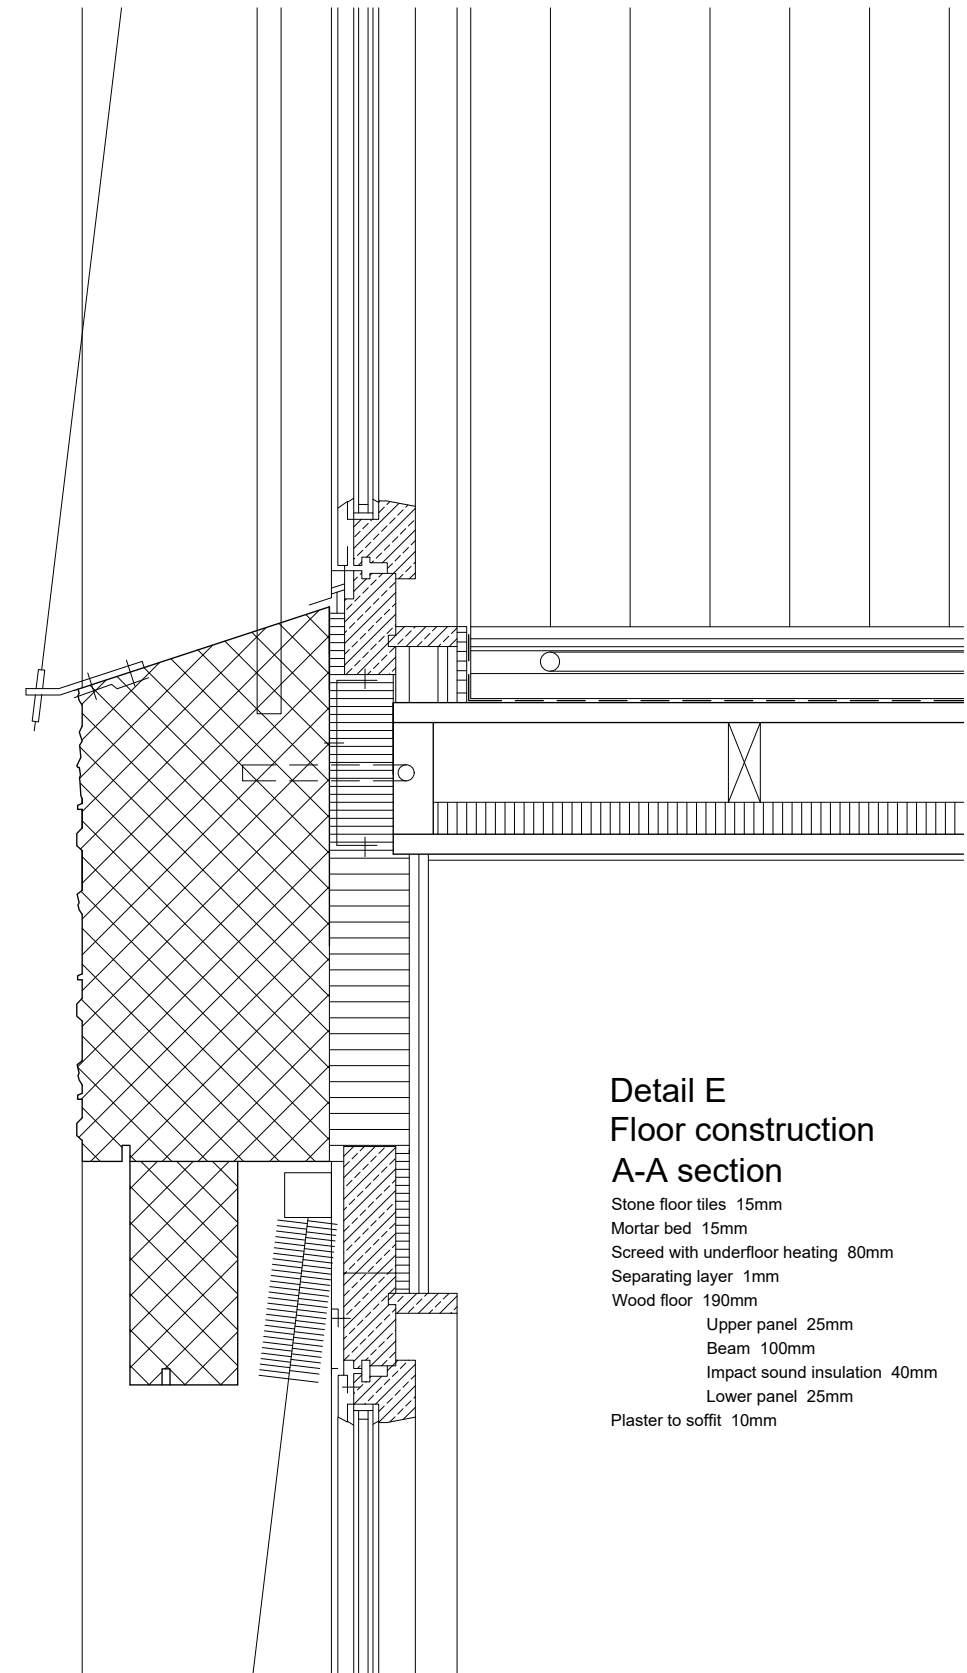 Detail E
Floor construction
A-A section
Stone floor tiles 15mm
Mortar bed 15mm
Screed with underfloor heating 80mm
Separating layer 1mm
Wood floor 190mm
Upper panel 25mm
Beam 100mm
Impact sound insulation 40mm
Lower panel 25mm
Plaster to soffit 10mm